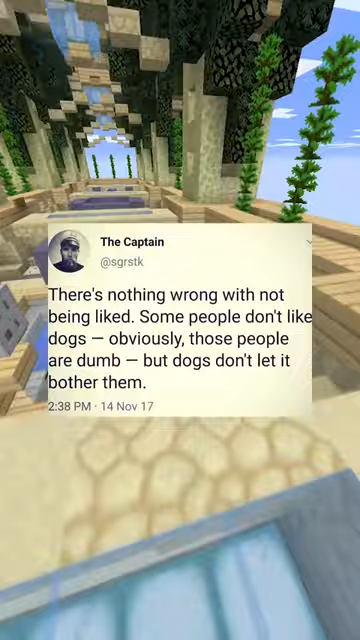 The Captain
@sgrstk
There's nothing wrong with not
being liked. Some people don't like
dogs — obviously, those people
are dumb — but dogs don't let it
bother them.
2:38 PM · 14 Nov 17